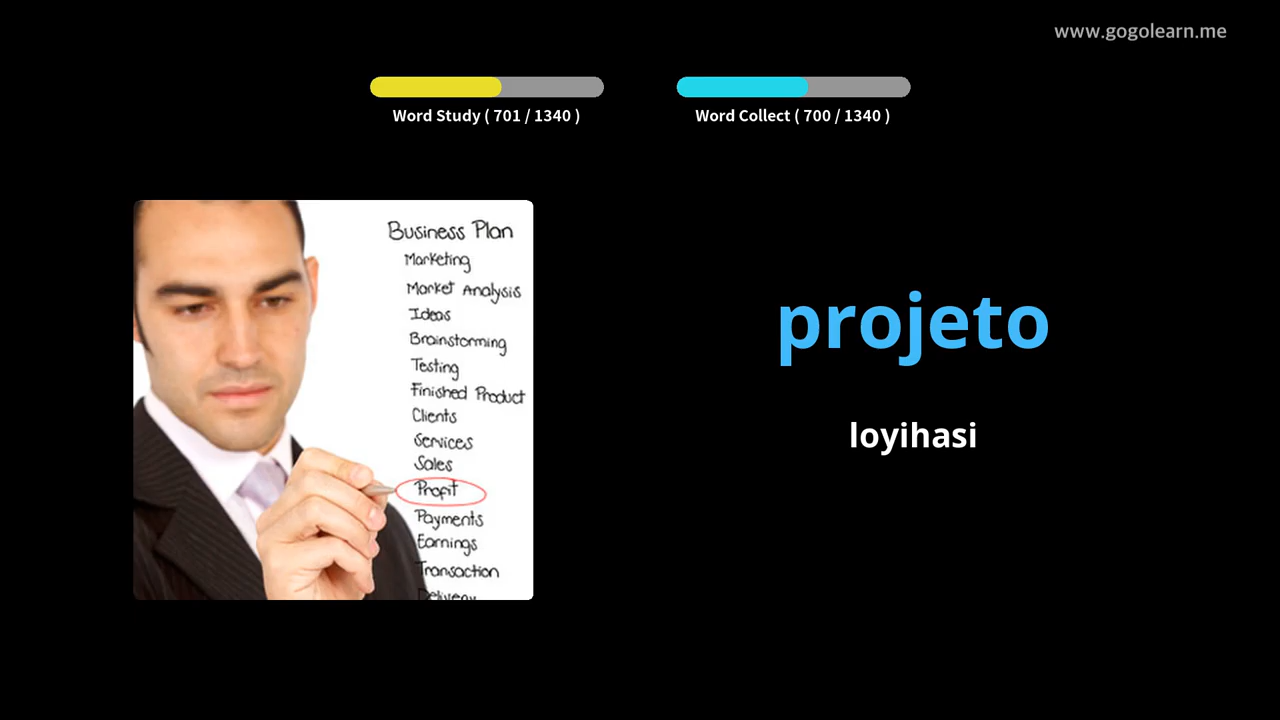 www.gogolearn.me
Word Study ( 701 / 1340 )
Word Collect ( 700 / 1340 )
Business Plan
Marketing
Market Analysis
Ideas
Brainstorming
Testing
Finished Product
Clients
Services
Sales
Profit
Payments
Earnings
Transaction
Delivery
projeto
loyihasi